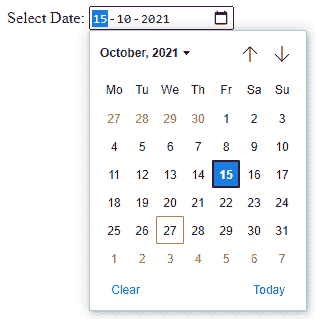 Select Date: 15-10-2021
October, 2021
Mo Tu We Th Fr Sa Su
27 28 29 30 1 2 3
4 5 6 7 8 9 10
11 12 13 14 15 16 17
18 19 20 21 22 23 24
25 26 27 28 29 30 31
1 2 3 4 5 6 7
Clear Today